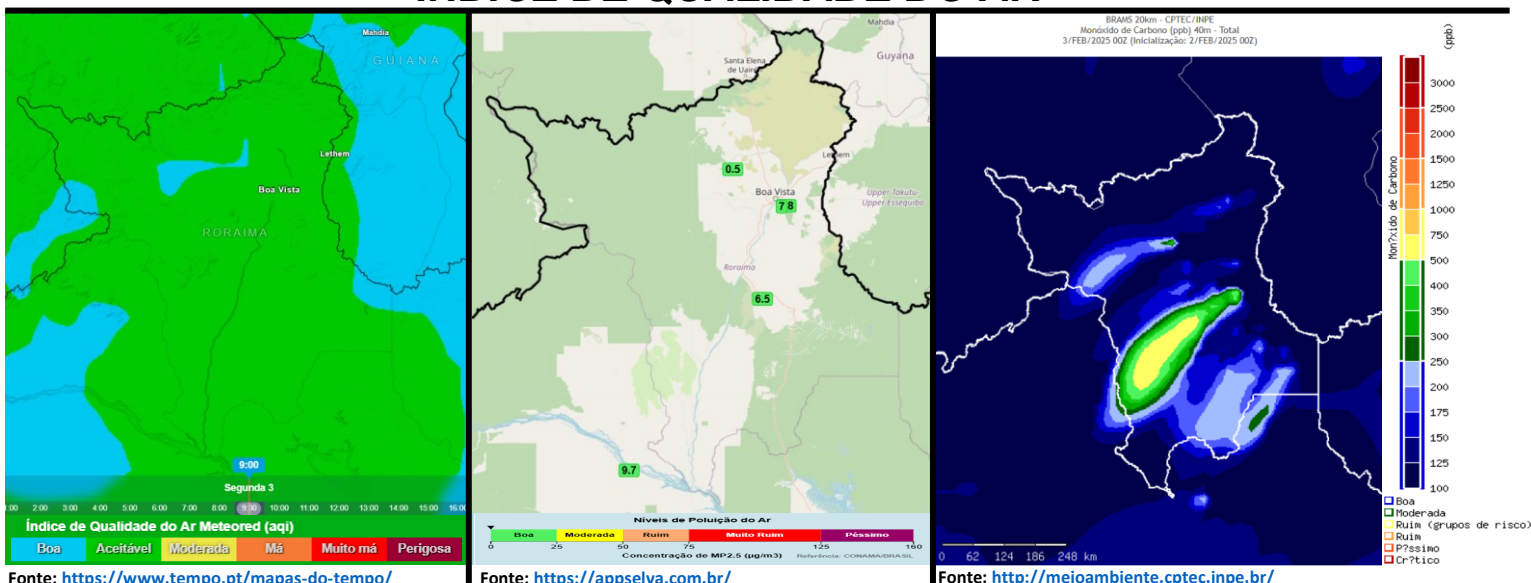 ÍNDICE DE QUALIDADE DO AR
Mahdia
GUIANA
Lethem
Boa Vista
RORAIMA
9:00
Segunda 3
1:00 2:00 3:00 4:00 5:00 6:00 7:00 8:00 9:00 10:00 11:00 12:00 13:00 14:00 15:00 16:00
Índice de Qualidade do Ar Meteored (aqi)
Boa Aceitável Moderada Má Muito má Perigosa
Fonte: https://www.tempo.pt/mapas-do-tempo/
Mahdia
Guyana
Santa Elena
de Uairén
Lethem
0.5
Boa Vista
7 8
Upper Takutu-
Upper Essequibo
Roraima
6.5
9.7
Níveis de Poluição do Ar
Boa Moderada Ruim Muito Ruim Péssimo
0 25 50 75 125 160
Concentração de MP2.5 (µg/m3) Referência: CONAMA/BRASIL
Fonte: https://appselva.com.br/
BRAMS 20km - CPTEC/INPE
Monóxido de Carbono (ppb) 40m - Total
3/FEB/2025 00Z (Inicialização: 2/FEB/2025 00Z)
(ppb)
Mon?xido de Carbono
3000
2500
2000
1500
1250
1000
750
500
400
350
300
250
200
175
150
125
100
Boa
Moderada
Ruim (grupos de risco)
Ruim
P?ssimo
Cr?tico
0 62 124 186 248 km
Fonte: http://meioambiente.cptec.inpe.br/